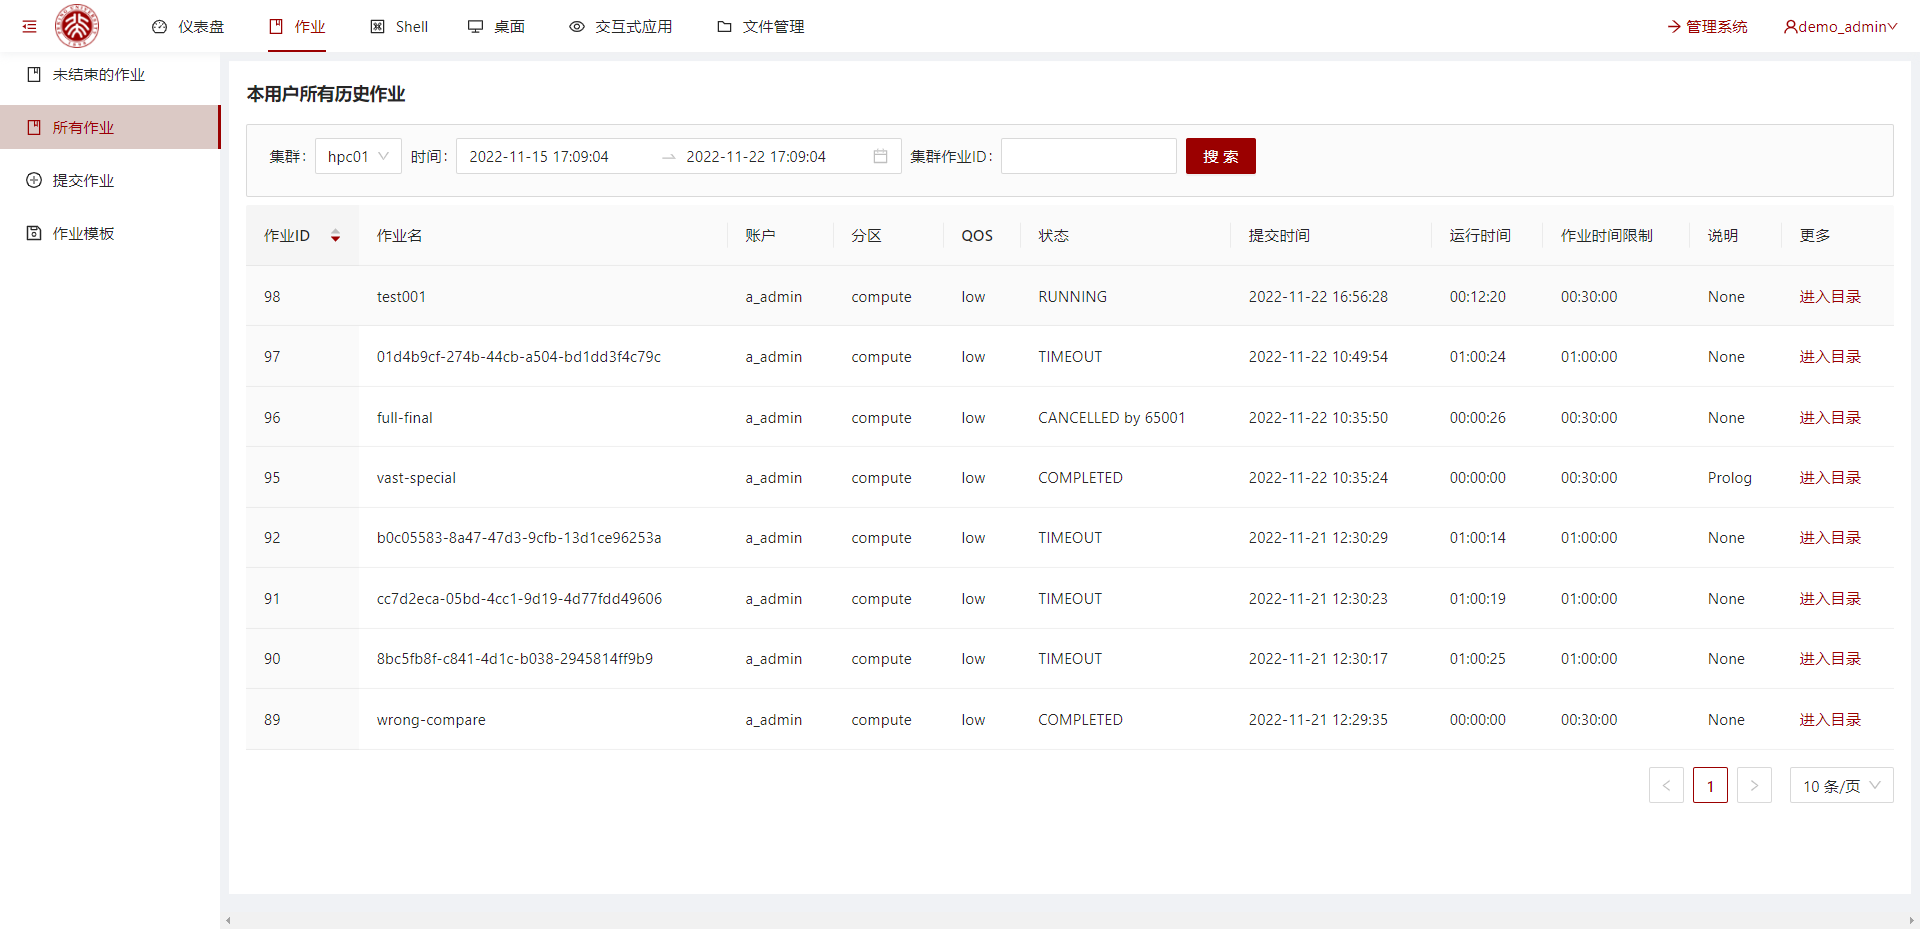 仪表盘 作业 Shell 桌面 交互式应用 文件管理 管理系统 demo_admin
未结束的作业
所有作业
提交作业
作业模板
本用户所有历史作业
集群: hpc01 时间: 2022-11-15 17:09:04 2022-11-22 17:09:04 集群作业ID: 搜 索
作业ID 作业名 账户 分区 QOS 状态 提交时间 运行时间 作业时间限制 说明 更多
98 test001 a_admin compute low RUNNING 2022-11-22 16:56:28 00:12:20 00:30:00 None 进入目录
97 01d4b9cf-274b-44cb-a504-bd1dd3f4c79c a_admin compute low TIMEOUT 2022-11-22 10:49:54 01:00:24 01:00:00 None 进入目录
96 full-final a_admin compute low CANCELLED by 65001 2022-11-22 10:35:50 00:00:26 00:30:00 None 进入目录
95 vast-special a_admin compute low COMPLETED 2022-11-22 10:35:24 00:00:00 00:30:00 Prolog 进入目录
92 b0c05583-8a47-47d3-9cfb-13d1ce96253a a_admin compute low TIMEOUT 2022-11-21 12:30:29 01:00:14 01:00:00 None 进入目录
91 cc7d2eca-05bd-4cc1-9d19-4d77fdd49606 a_admin compute low TIMEOUT 2022-11-21 12:30:23 01:00:19 01:00:00 None 进入目录
90 8bc5fb8f-c841-4d1c-b038-2945814ff9b9 a_admin compute low TIMEOUT 2022-11-21 12:30:17 01:00:25 01:00:00 None 进入目录
89 wrong-compare a_admin compute low COMPLETED 2022-11-21 12:29:35 00:00:00 00:30:00 None 进入目录
1 10 条/页